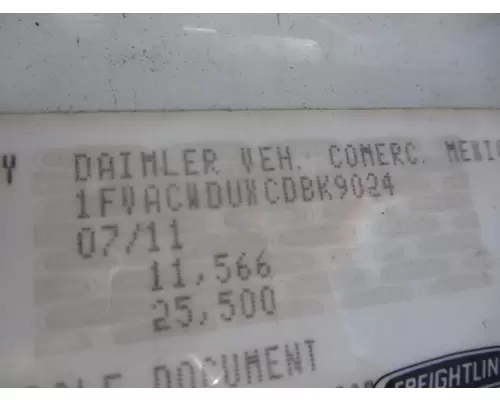 Y DAIMLER VEH. COMERC. MEXIC
1FVACWDUXCDBK9024
07/11
11,566
25,500
DOCUMENT
FREIGHTLIN